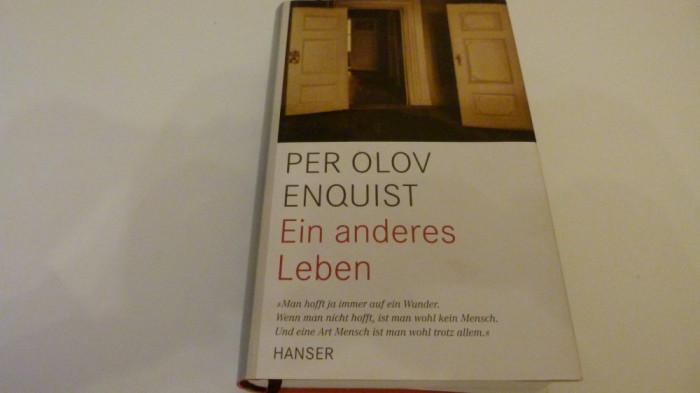 PER OLOV
ENQUIST
Ein anderes
Leben
»Man hofft ja immer auf ein Wunder.
Wenn man nicht hofft, ist man wohl kein Mensch.
Und eine Art Mensch ist man wohl trotz allem.«
HANSER